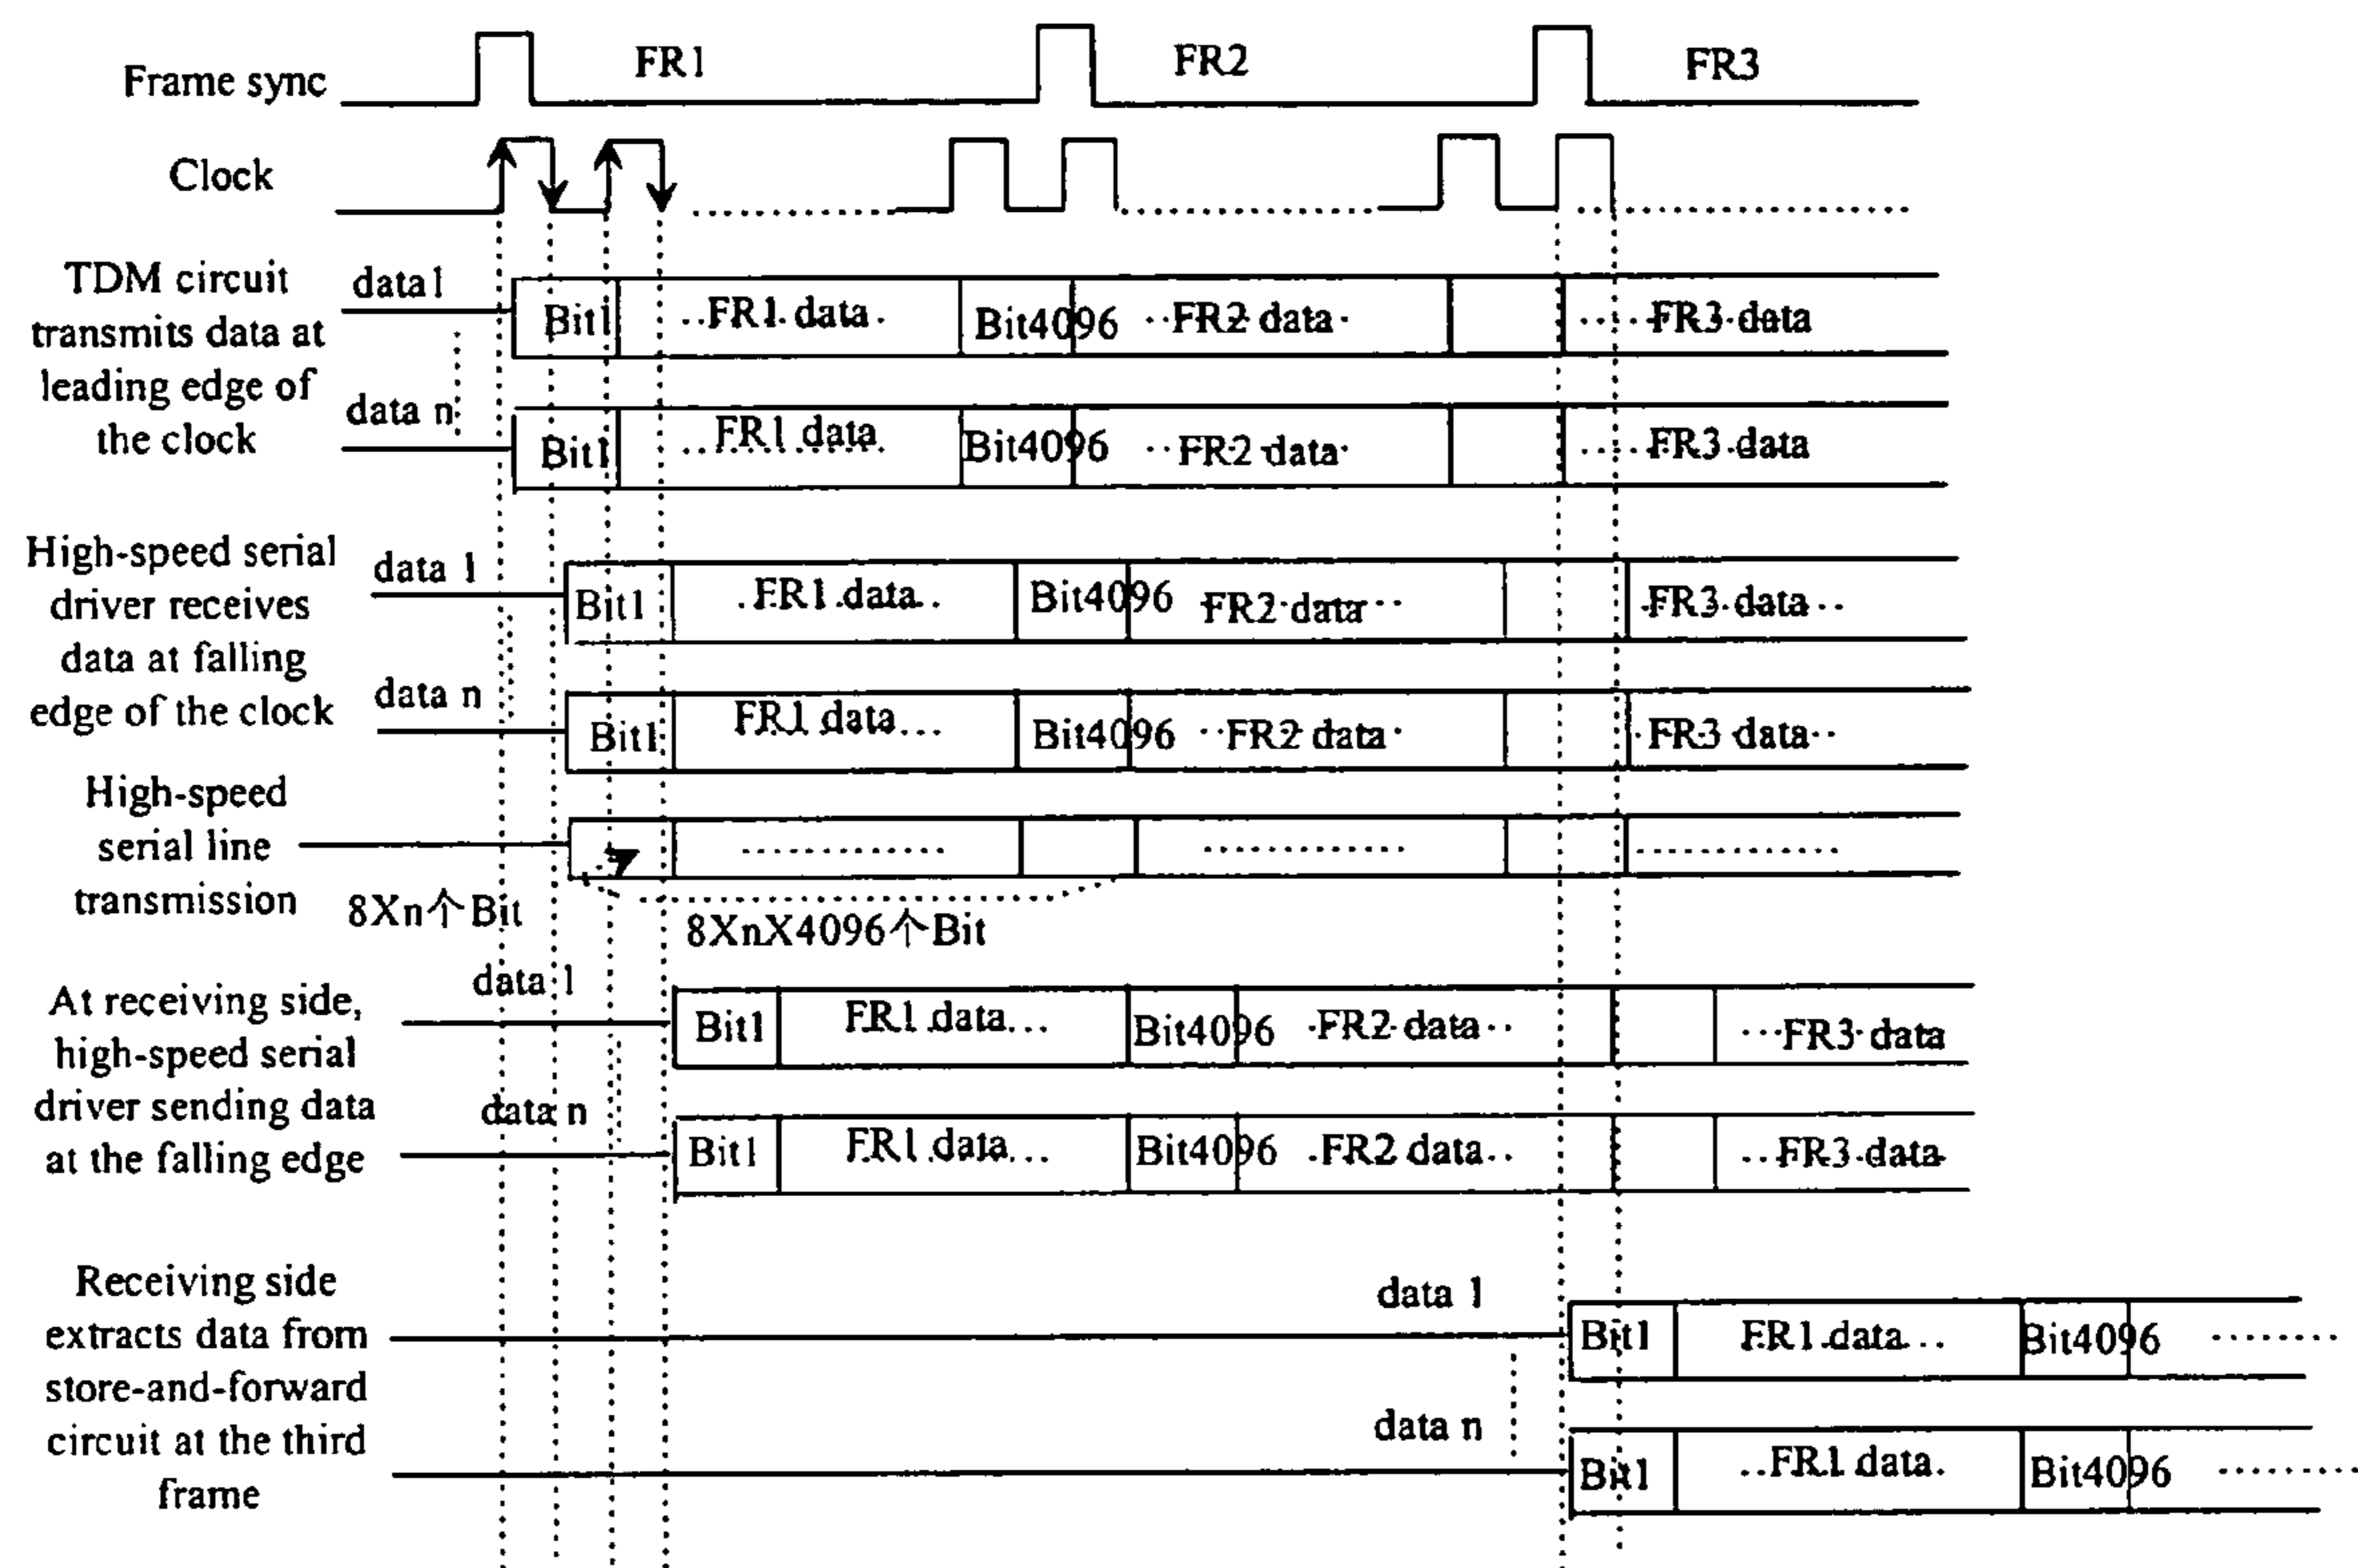 Frame sync
FR1
FR2
FR3
Clock
TDM circuit
transmits data at
leading edge of
the clock
data1
Bit1
FR1 data
Bit4096
FR2 data
FR3 data
data n
Bit1
FR1 data
Bit4096
FR2 data
FR3 data
High-speed serial
driver receives
data at falling
edge of the clock
data 1
Bit1
FR1 data
Bit4096
FR2 data
FR3 data
data n
Bit1
FR1 data
Bit4096
FR2 data
FR3 data
High-speed
serial line
transmission
8Xn个Bit
8XnX4096个Bit
At receiving side,
high-speed serial
driver sending data
at the falling edge
data 1
Bit1
FR1 data
Bit4096
FR2 data
FR3 data
data n
Bit1
FR1 data
Bit4096
FR2 data
FR3 data
Receiving side
extracts data from
store-and-forward
circuit at the third
frame
data 1
Bit1
FR1 data
Bit4096
data n
Bit1
FR1 data
Bit4096